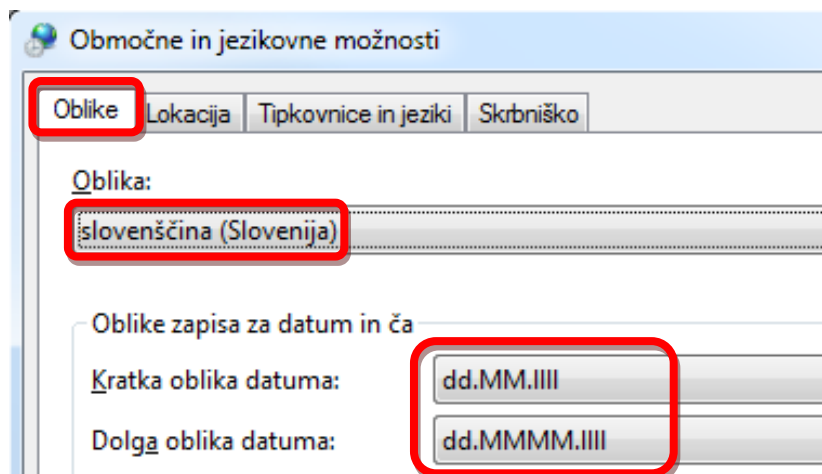 Območne in jezikovne možnosti
Oblike Lokacija Tipkovnice in jeziki Skrbniško
Oblika:
slovenščina (Slovenija)
Oblike zapisa za datum in ča
Kratka oblika datuma: dd.MM.llll
Dolga oblika datuma: dd.MMMM.llll